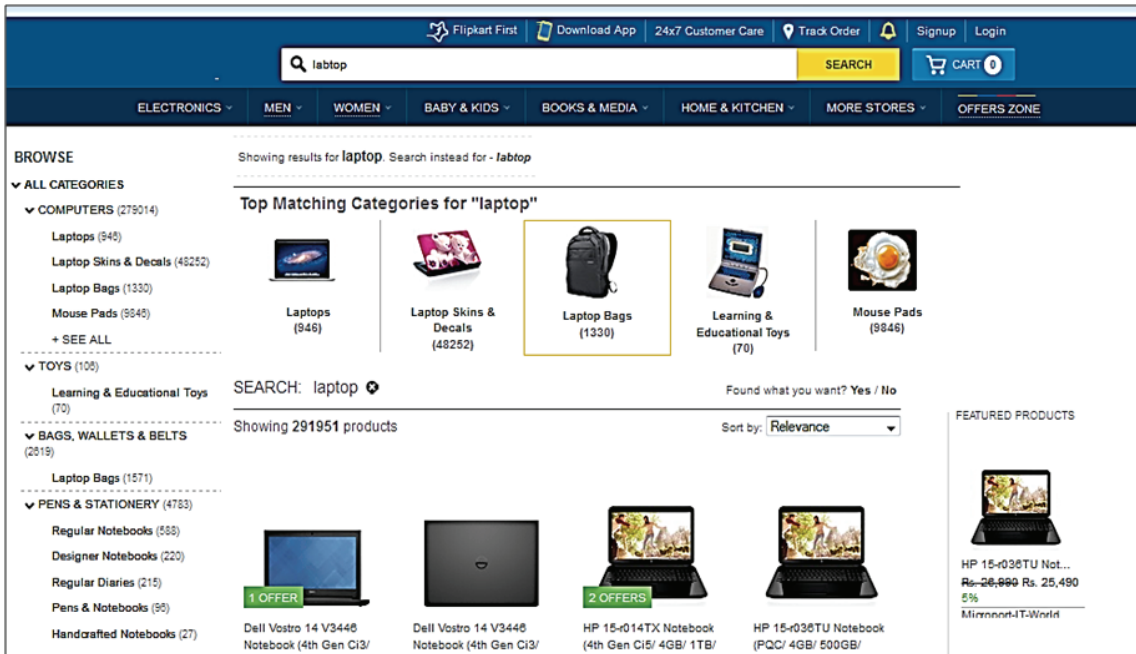 Flipkart First Download App 24x7 Customer Care Track Order Signup Login
labtop SEARCH CART 0
ELECTRONICS MEN WOMEN BABY & KIDS BOOKS & MEDIA HOME & KITCHEN MORE STORES OFFERS ZONE
BROWSE
ALL CATEGORIES
COMPUTERS (279014)
Laptops (946)
Laptop Skins & Decals (48252)
Laptop Bags (1330)
Mouse Pads (9846)
+ SEE ALL
TOYS (106)
Learning & Educational Toys
(70)
BAGS, WALLETS & BELTS
(2619)
Laptop Bags (1571)
PENS & STATIONERY (4783)
Regular Notebooks (588)
Designer Notebooks (220)
Regular Diaries (215)
Pens & Notebooks (96)
Handcrafted Notebooks (27)
Showing results for laptop. Search instead for - labtop
Top Matching Categories for "laptop"
Laptops
(946)
Laptop Skins &
Decals
(48252)
Laptop Bags
(1330)
Learning &
Educational Toys
(70)
Mouse Pads
(9846)
SEARCH: laptop
Found what you want? Yes / No
Showing 291951 products
Sort by: Relevance
1 OFFER
Dell Vostro 14 V3446
Notebook (4th Gen Ci3/
Dell Vostro 14 V3446
Notebook (4th Gen Ci3/
2 OFFERS
HP 15-r014TX Notebook
(4th Gen Ci5/ 4GB/ 1TB/
HP 15-r036TU Notebook
(PQC/ 4GB/ 500GB/
FEATURED PRODUCTS
HP 15-r036TU Not...
Rs. 26,990 Rs. 25,490
5%
Microport-IT-World